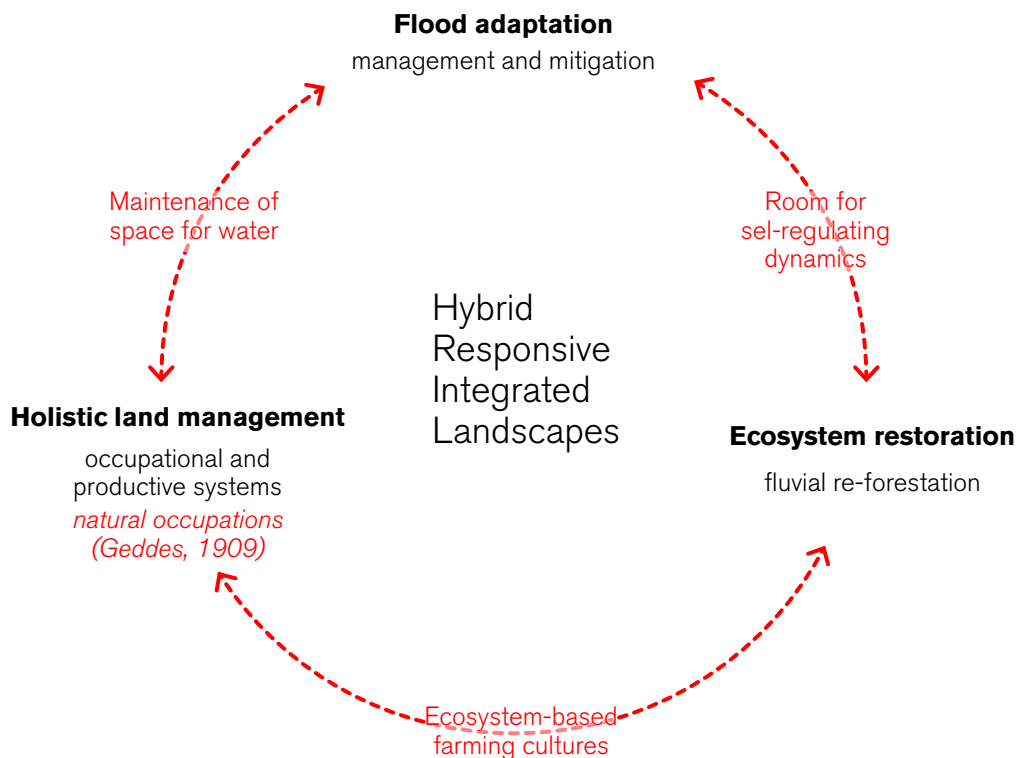 Flood adaptation
management and mitigation
Maintenance of
space for water
Room for
sel-regulating
dynamics
Hybrid
Responsive
Integrated
Landscapes
Holistic land management
occupational and
productive systems
natural occupations
(Geddes, 1909)
Ecosystem restoration
fluvial re-forestation
Ecosystem-based
farming cultures